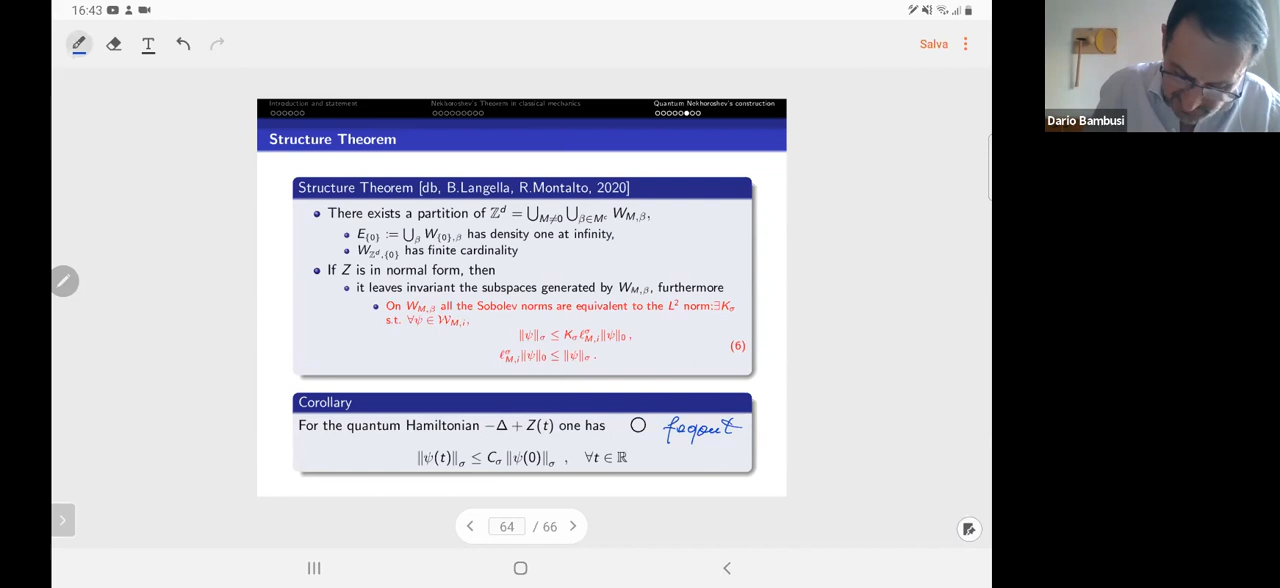 16:43
Salva
Introduction and statement
Nekhoroshev's Theorem in classical mechanics
Quantum Nekhoroshev's construction
Structure Theorem
Structure Theorem [db, B.Langella, R.Montalto, 2020]
There exists a partition of ℤ^d = ⋃_{M≠0} ⋃_{β∈M^c} W_{M,β},
E_{{0}} := ⋃_β W_{{0},β} has density one at infinity,
W_{ℤ^d,{0}} has finite cardinality
If Z is in normal form, then
it leaves invariant the subspaces generated by W_{M,β}, furthermore
On W_{M,β} all the Sobolev norms are equivalent to the L² norm:∃K_σ
s.t. ∀ψ ∈ 𝒲_{M,i},
‖ψ‖_σ ≤ K_σ ℓ^σ_{M,i} ‖ψ‖_0 ,
ℓ^σ_{M,i} ‖ψ‖_0 ≤ ‖ψ‖_σ .
(6)
Corollary
For the quantum Hamiltonian −Δ + Z(t) one has
‖ψ(t)‖_σ ≤ C_σ ‖ψ(0)‖_σ , ∀t ∈ ℝ
64 / 66
Dario Bambusi